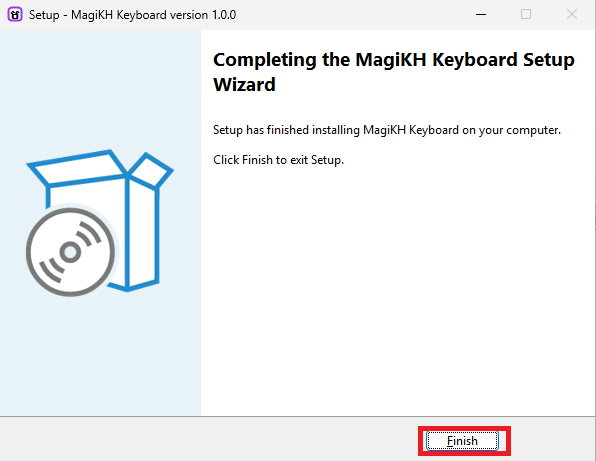 Setup - MagiKH Keyboard version 1.0.0
Completing the MagiKH Keyboard Setup
Wizard
Setup has finished installing MagiKH Keyboard on your computer.
Click Finish to exit Setup.
Finish